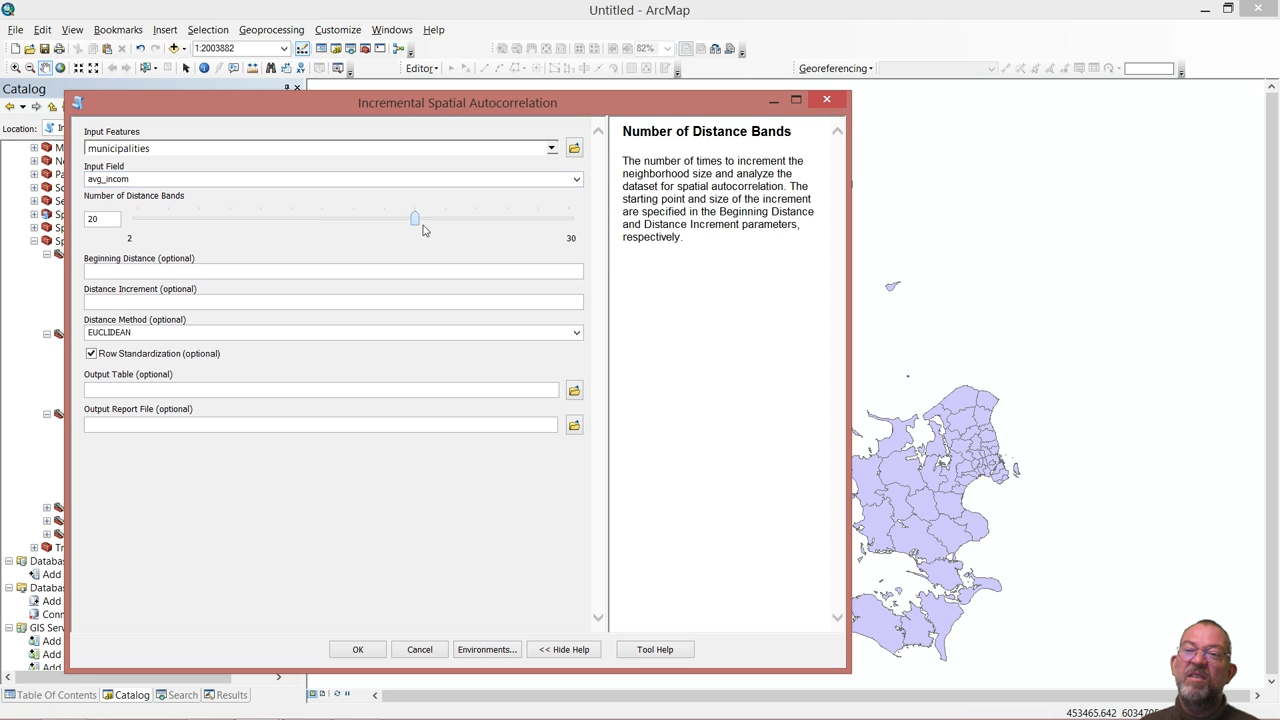 Untitled - ArcMap
File Edit View Bookmarks Insert Selection Geoprocessing Customize Windows Help
1:2003882
82%
Editor
Georeferencing
Catalog
Location:
Incremental Spatial Autocorrelation
Input Features
municipalities
Input Field
avg_incom
Number of Distance Bands
20
2
30
Beginning Distance (optional)
Distance Increment (optional)
Distance Method (optional)
EUCLIDEAN
Row Standardization (optional)
Output Table (optional)
Output Report File (optional)
OK
Cancel
Environments...
<< Hide Help
Tool Help
Number of Distance Bands
The number of times to increment the
neighborhood size and analyze the
dataset for spatial autocorrelation. The
starting point and size of the increment
are specified in the Beginning Distance
and Distance Increment parameters,
respectively.
Databas
Add
Databas
Add
Conn
GIS Serv
Add
Add
Add
Table Of Contents
Catalog
Search
Results
453465.642